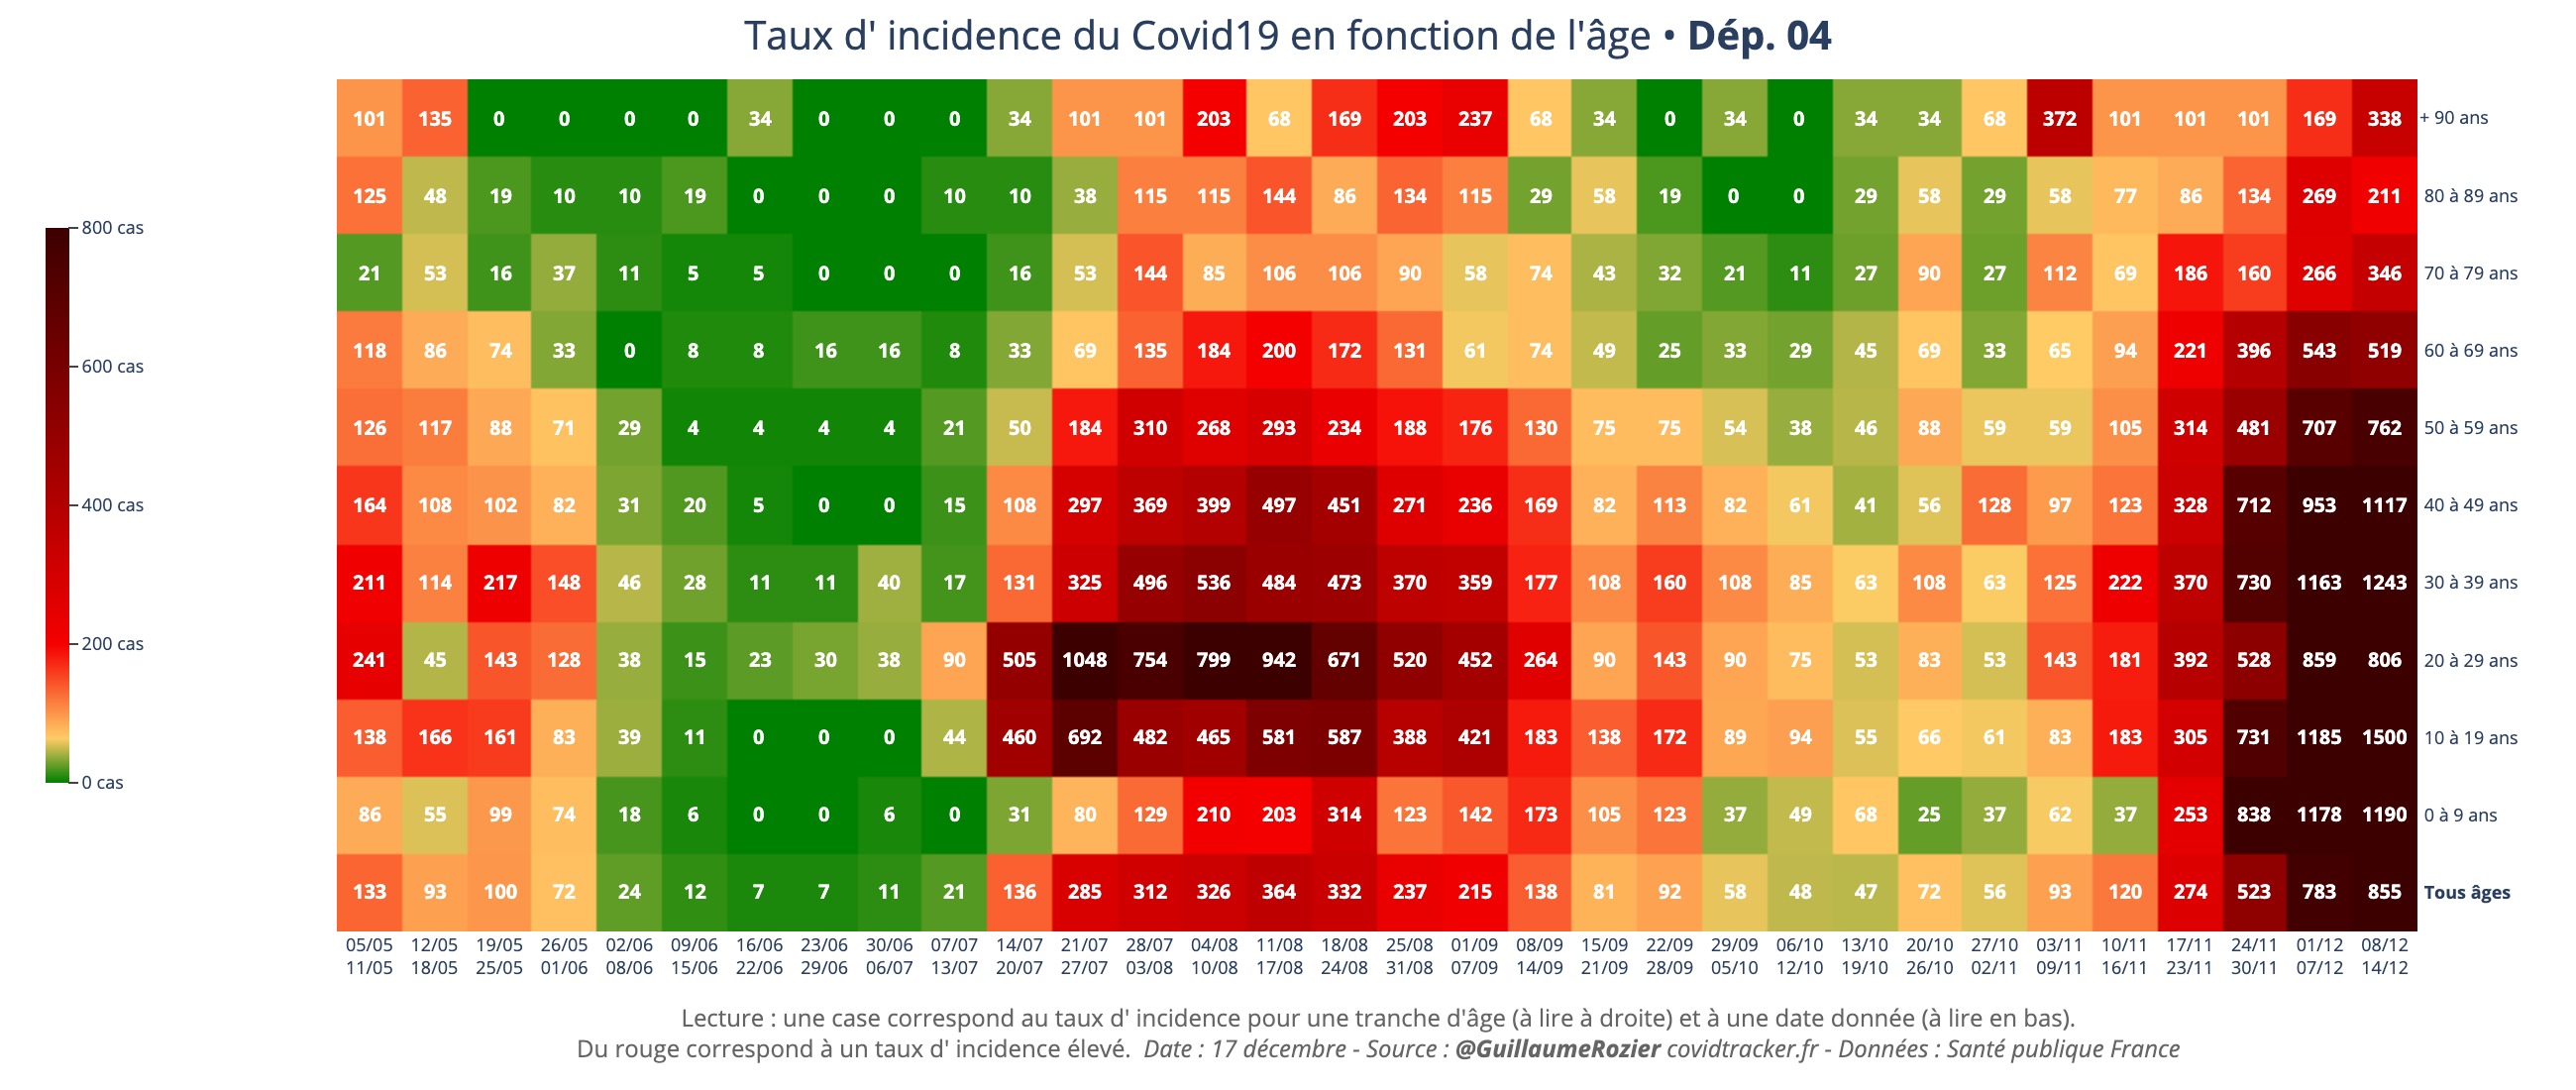 Taux d' incidence du Covid19 en fonction de l'âge • Dép. 04
800 cas
600 cas
400 cas
200 cas
0 cas
101 135 0 0 0 0 34 0 0 0 34 101 101 203 68 169 203 237 68 34 0 34 0 34 34 68 372 101 101 101 169 338 + 90 ans
125 48 19 10 10 19 0 0 0 10 10 38 115 115 144 86 134 115 29 58 19 0 0 29 58 29 58 77 86 134 269 211 80 à 89 ans
21 53 16 37 11 5 5 0 0 0 16 53 144 85 106 106 90 58 74 43 32 21 11 27 90 27 112 69 186 160 266 346 70 à 79 ans
118 86 74 33 0 8 8 16 16 8 33 69 135 184 200 172 131 61 74 49 25 33 29 45 69 33 65 94 221 396 543 519 60 à 69 ans
126 117 88 71 29 4 4 4 4 21 50 184 310 268 293 234 188 176 130 75 75 54 38 46 88 59 59 105 314 481 707 762 50 à 59 ans
164 108 102 82 31 20 5 0 0 15 108 297 369 399 497 451 271 236 169 82 113 82 61 41 56 128 97 123 328 712 953 1117 40 à 49 ans
211 114 217 148 46 28 11 11 40 17 131 325 496 536 484 473 370 359 177 108 160 108 85 63 108 63 125 222 370 730 1163 1243 30 à 39 ans
241 45 143 128 38 15 23 30 38 90 505 1048 754 799 942 671 520 452 264 90 143 90 75 53 83 53 143 181 392 528 859 806 20 à 29 ans
138 166 161 83 39 11 0 0 0 44 460 692 482 465 581 587 388 421 183 138 172 89 94 55 66 61 83 183 305 731 1185 1500 10 à 19 ans
86 55 99 74 18 6 0 0 6 0 31 80 129 210 203 314 123 142 173 105 123 37 49 68 25 37 62 37 253 838 1178 1190 0 à 9 ans
133 93 100 72 24 12 7 7 11 21 136 285 312 326 364 332 237 215 138 81 92 58 48 47 72 56 93 120 274 523 783 855 Tous âges
05/05 12/05 19/05 26/05 02/06 09/06 16/06 23/06 30/06 07/07 14/07 21/07 28/07 04/08 11/08 18/08 25/08 01/09 08/09 15/09 22/09 29/09 06/10 13/10 20/10 27/10 03/11 10/11 17/11 24/11 01/12 08/12
11/05 18/05 25/05 01/06 08/06 15/06 22/06 29/06 06/07 13/07 20/07 27/07 03/08 10/08 17/08 24/08 31/08 07/09 14/09 21/09 28/09 05/10 12/10 19/10 26/10 02/11 09/11 16/11 23/11 30/11 07/12 14/12
Lecture : une case correspond au taux d' incidence pour une tranche d'âge (à lire à droite) et à une date donnée (à lire en bas).
Du rouge correspond à un taux d' incidence élevé. Date : 17 décembre - Source : @GuillaumeRozier covidtracker.fr - Données : Santé publique France